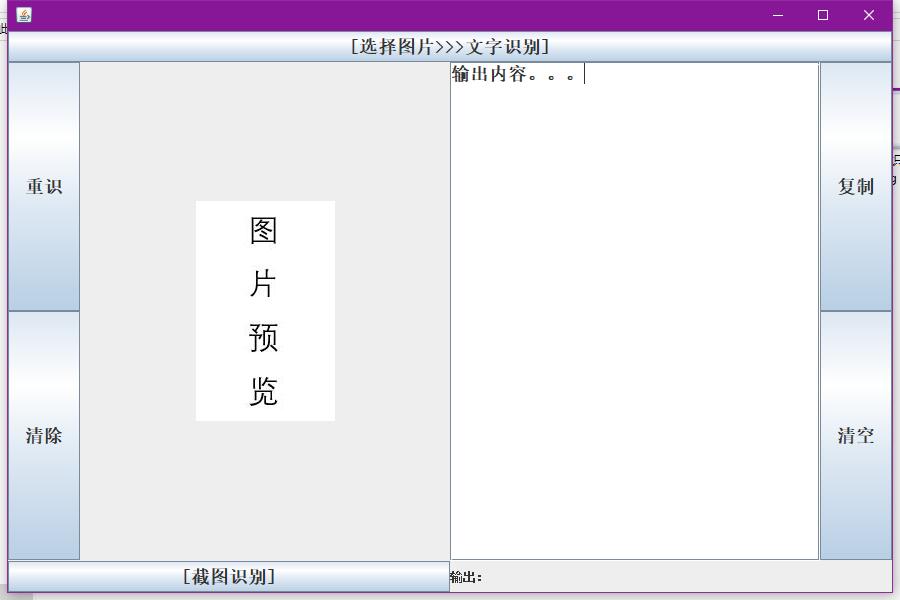 [选择图片>>>文字识别]
重识
清除
图
片
预
览
输出内容。。。
复制
清空
[截图识别]
输出: